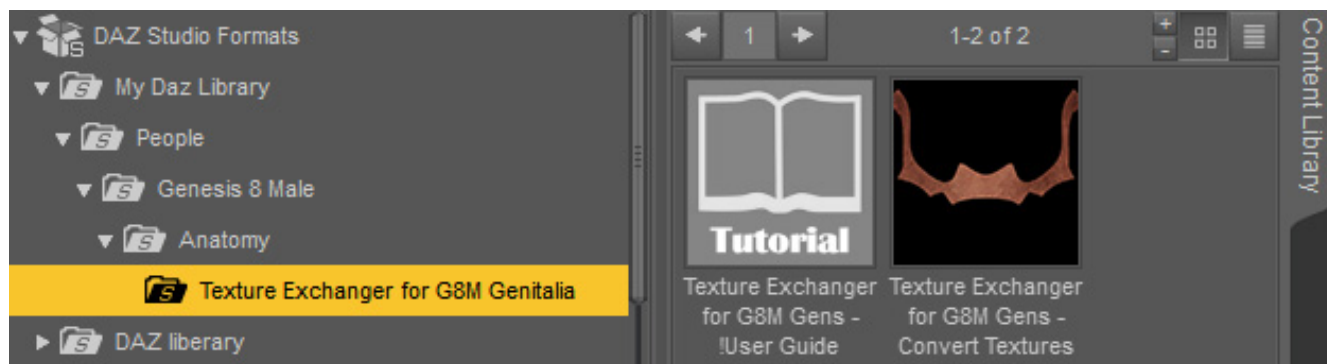 DAZ Studio Formats
My Daz Library
People
Genesis 8 Male
Anatomy
Texture Exchanger for G8M Genitalia
DAZ liberary
1
1-2 of 2
+
-
Tutorial
Texture Exchanger
for G8M Gens -
!User Guide
Texture Exchanger
for G8M Gens -
Convert Textures
Content Library